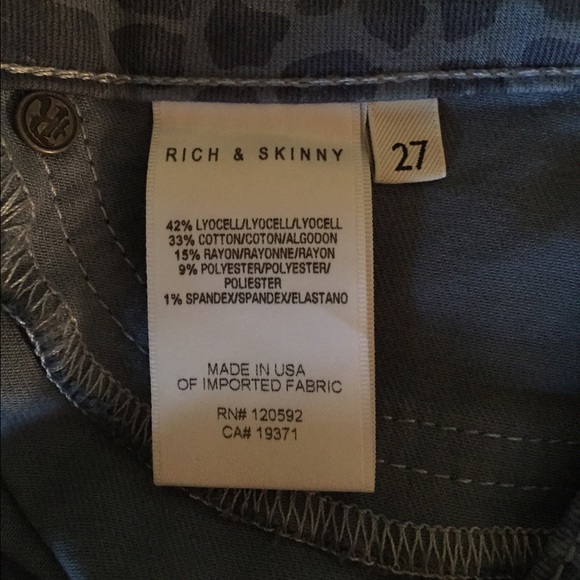 RICH & SKINNY
27
42% LYOCELL/LYOCELL/LYOCELL
33% COTTON/COTON/ALGODON
15% RAYON/RAYONNE/RAYON
9% POLYESTER/POLYESTER/
POLIESTER
1% SPANDEX/SPANDEX/ELASTANO
MADE IN USA
OF IMPORTED FABRIC
RN# 120592
CA# 19371